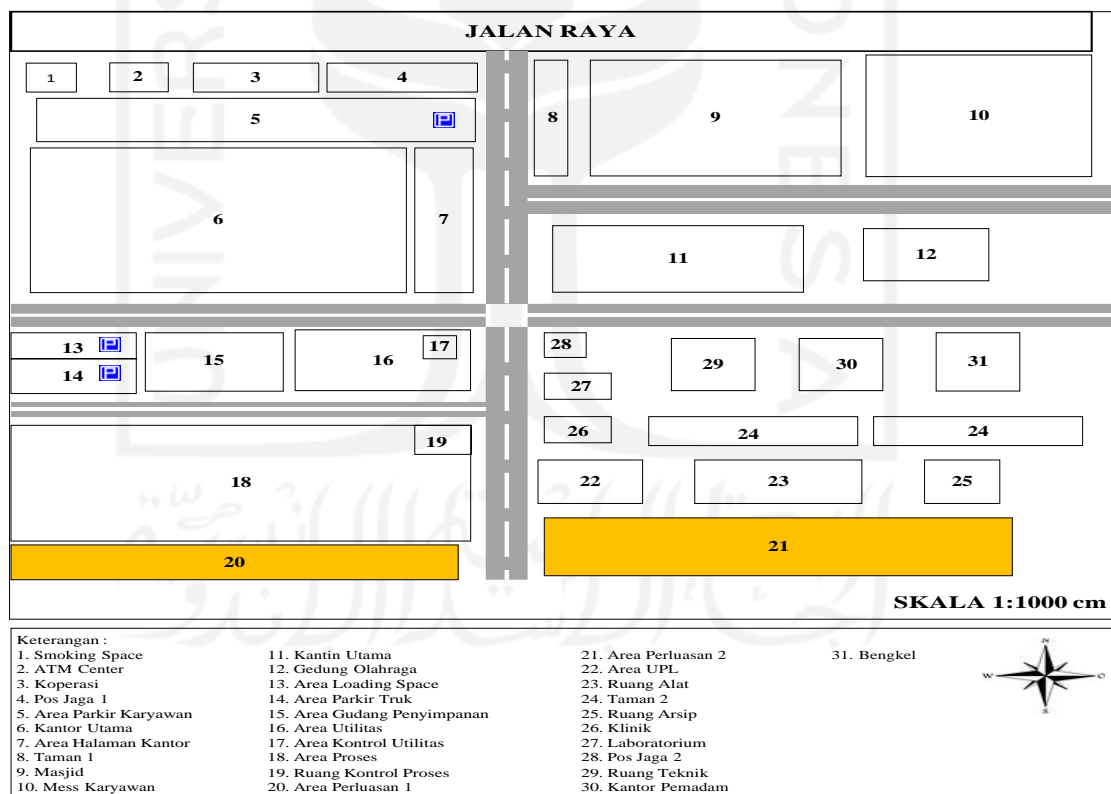 JALAN RAYA
1 2 3 4
5 P
8 9 10
6 7
11 12
13 P 15 16 17
14 P
28 29 30 31
27
26 24 24
19
18
22 23 25
20
21
SKALA 1:1000 cm
Keterangan :
1. Smoking Space
2. ATM Center
3. Koperasi
4. Pos Jaga 1
5. Area Parkir Karyawan
6. Kantor Utama
7. Area Halaman Kantor
8. Taman 1
9. Masjid
10. Mess Karyawan
11. Kantin Utama
12. Gedung Olahraga
13. Area Loading Space
14. Area Parkir Truk
15. Area Gudang Penyimpanan
16. Area Utilitas
17. Area Kontrol Utilitas
18. Area Proses
19. Ruang Kontrol Proses
20. Area Perluasan 1
21. Area Perluasan 2
22. Area UPL
23. Ruang Alat
24. Taman 2
25. Ruang Arsip
26. Klinik
27. Laboratorium
28. Pos Jaga 2
29. Ruang Teknik
30. Kantor Pemadam
31. Bengkel
N
W
S